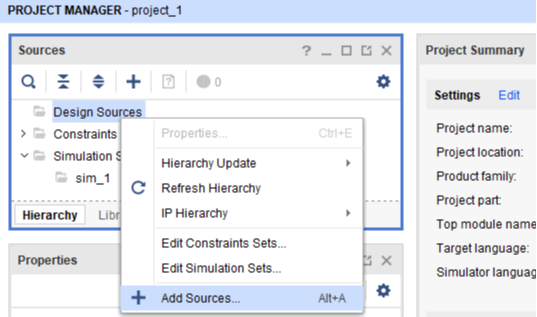 PROJECT MANAGER - project_1
Sources
? _
0
Design Sources
Constraints
Simulation S
sim_1
Hierarchy Libr
Properties
Properties... Ctrl+E
Hierarchy Update
Refresh Hierarchy
IP Hierarchy
Edit Constraints Sets...
Edit Simulation Sets...
Add Sources... Alt+A
Project Summary
Settings Edit
Project name:
Project location:
Product family:
Project part:
Top module name
Target language:
Simulator languag